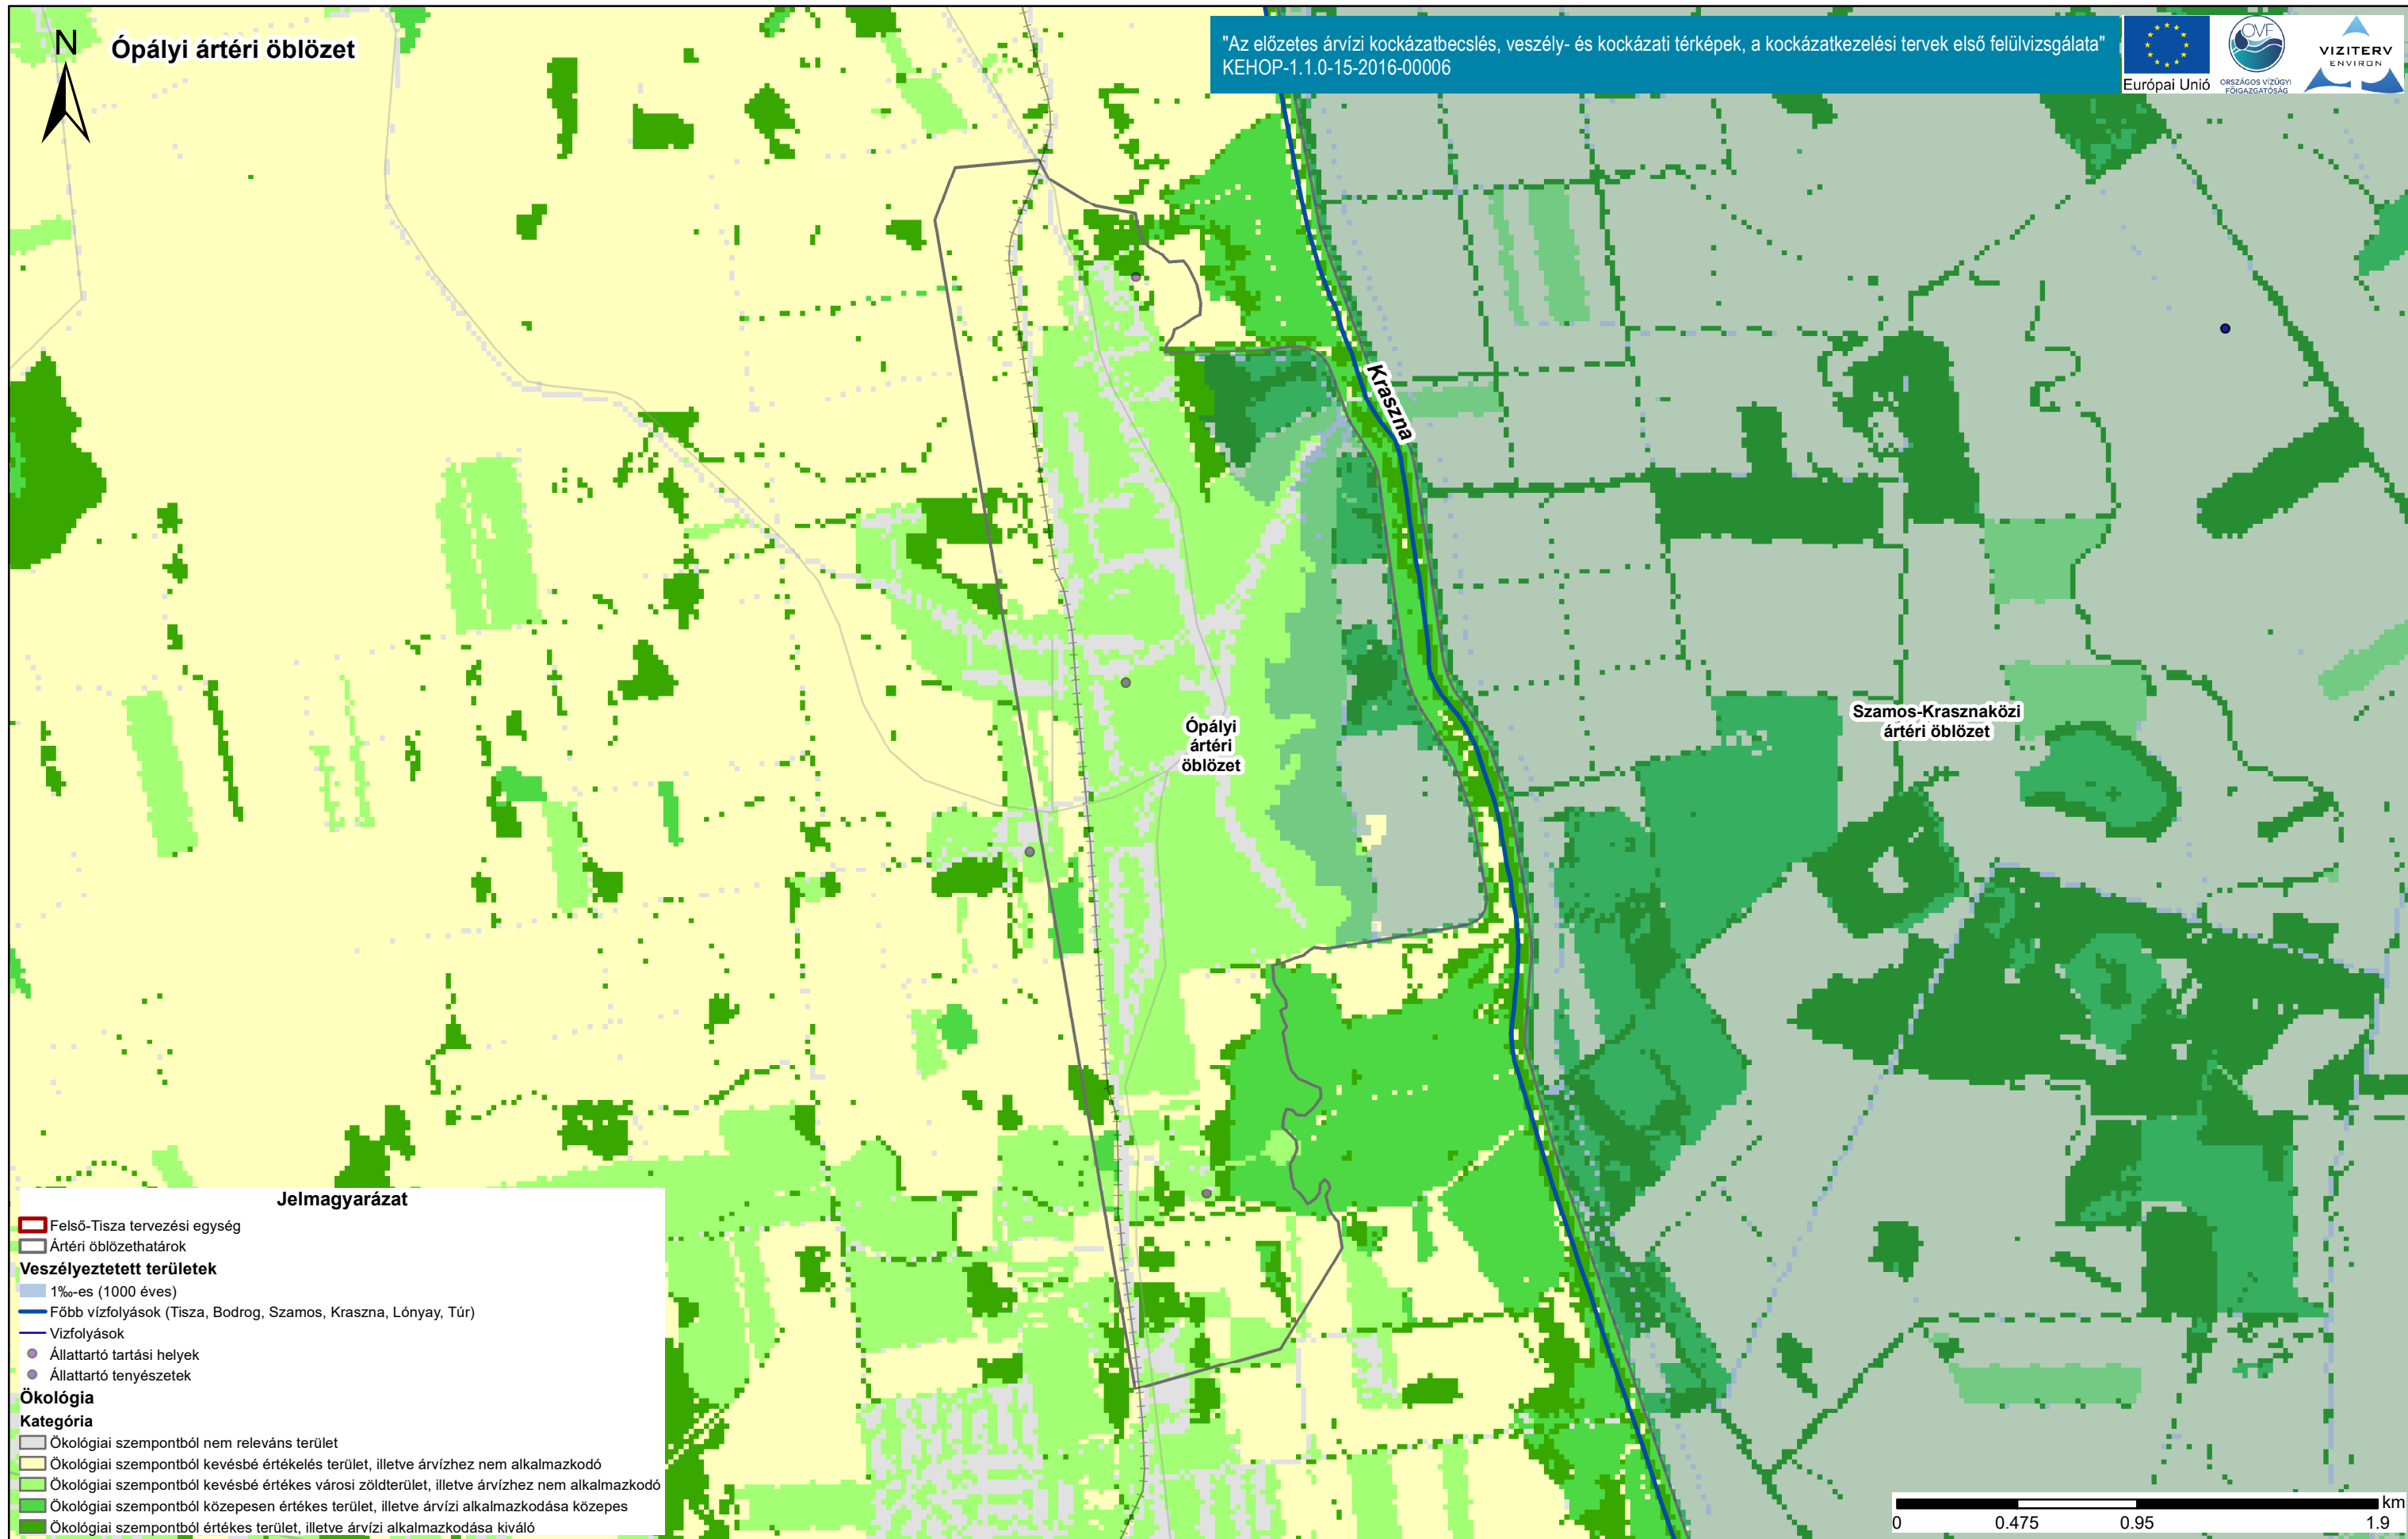 N
Ópályi ártéri öblözet
"Az előzetes árvízi kockázatbecslés, veszély- és kockázati térképek, a kockázatkezelési tervek első felülvizsgálata"
KEHOP-1.1.0-15-2016-00006
Európai Unió
OVF
ORSZÁGOS VÍZÜGYI
FŐIGAZGATÓSÁG
VIZITERV
ENVIRON
Kraszna
Ópályi
ártéri
öblözet
Szamos-Krasznaközi
ártéri öblözet
Jelmagyarázat
Felső-Tisza tervezési egység
Ártéri öblözethatárok
Veszélyeztetett területek
1‰-es (1000 éves)
Főbb vízfolyások (Tisza, Bodrog, Szamos, Kraszna, Lónyay, Túr)
Vizfolyások
Állattartó tartási helyek
Állattartó tenyészetek
Ökológia
Kategória
Ökológiai szempontból nem releváns terület
Ökológiai szempontból kevésbé értékelés terület, illetve árvízhez nem alkalmazkodó
Ökológiai szempontból kevésbé értékes városi zöldterület, illetve árvízhez nem alkalmazkodó
Ökológiai szempontból közepesen értékes terület, illetve árvízi alkalmazkodása közepes
Ökológiai szempontból értékes terület, illetve árvízi alkalmazkodása kiváló
km
0 0.475 0.95 1.9